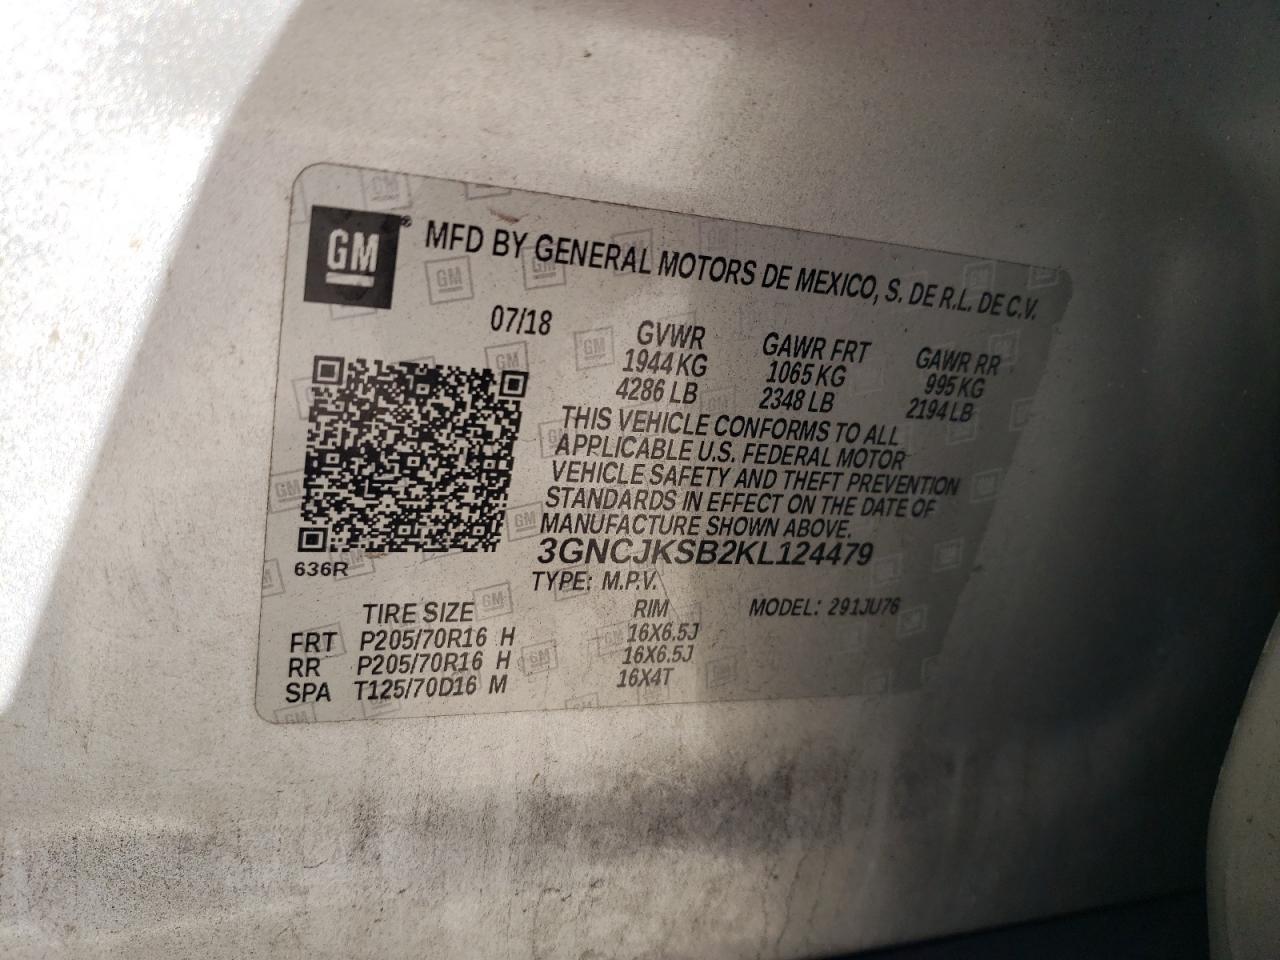 GM® MFD BY GENERAL MOTORS DE MEXICO, S. DE R.L. DE C.V.
07/18 GVWR GAWR FRT GAWR RR
1944 KG 1065 KG 995 KG
4286 LB 2348 LB 2194 LB
THIS VEHICLE CONFORMS TO ALL
APPLICABLE U.S. FEDERAL MOTOR
VEHICLE SAFETY AND THEFT PREVENTION
STANDARDS IN EFFECT ON THE DATE OF
MANUFACTURE SHOWN ABOVE.
3GNCJKSB2KL124479
636R
TYPE: M.P.V.
TIRE SIZE RIM MODEL: 291JU76
FRT P205/70R16 H 16X6.5J
RR P205/70R16 H 16X6.5J
SPA T125/70D16 M 16X4T